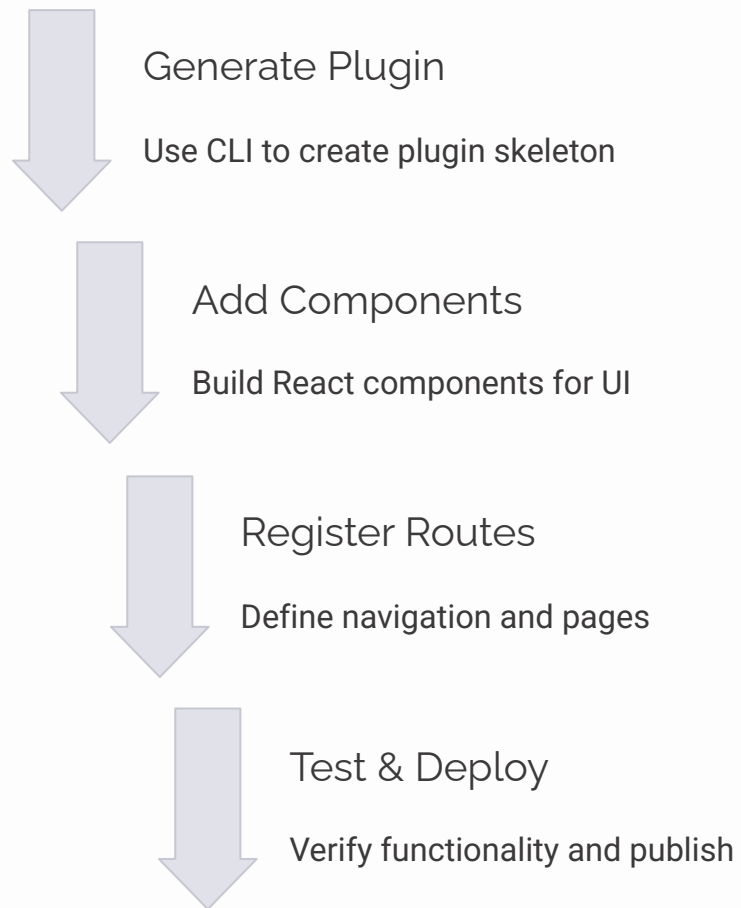 Generate Plugin
Use CLI to create plugin skeleton
Add Components
Build React components for UI
Register Routes
Define navigation and pages
Test & Deploy
Verify functionality and publish